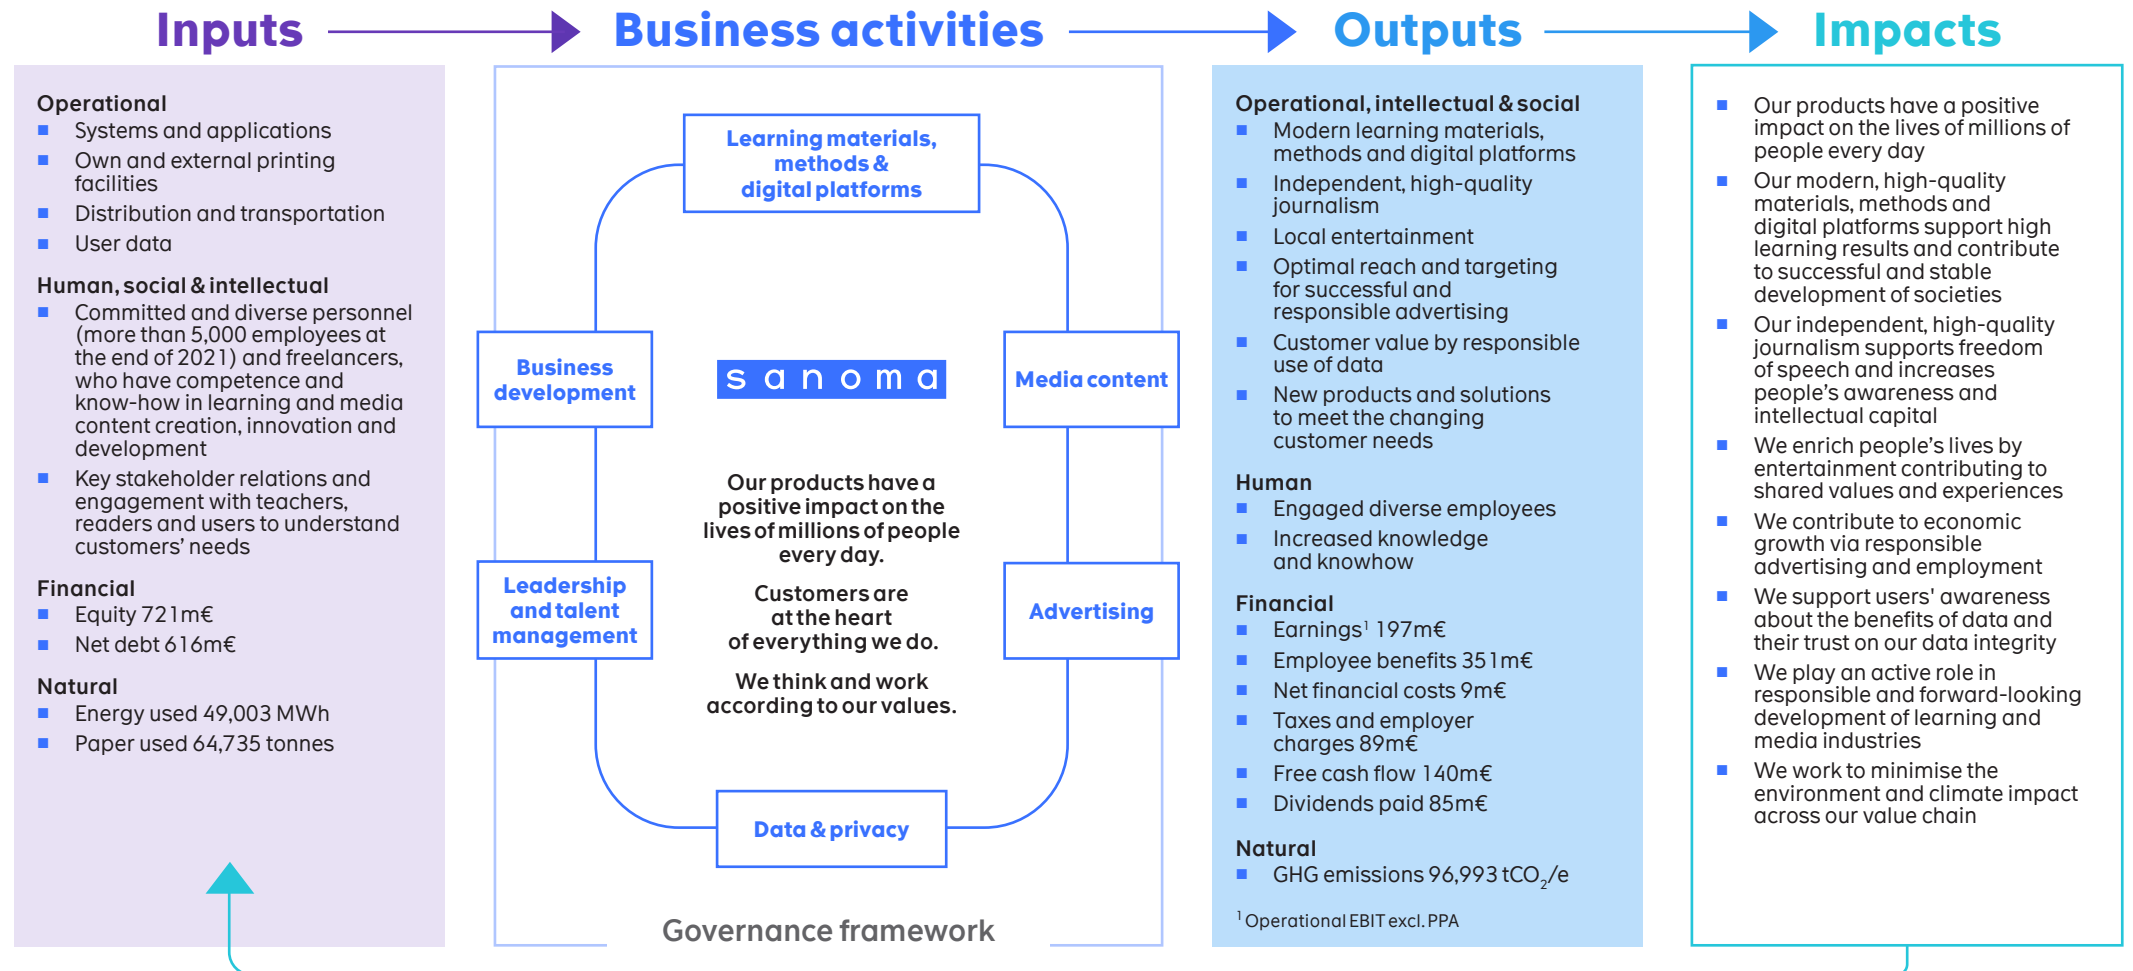 Inputs
Business activities
Outputs
Impacts
Operational
Systems and applications
Own and external printing
facilities
Distribution and transportation
User data
Human, social & intellectual
Committed and diverse personnel
(more than 5,000 employees at
the end of 2021) and freelancers,
who have competence and
know-how in learning and media
content creation, innovation and
development
Key stakeholder relations and
engagement with teachers,
readers and users to understand
customers’ needs
Financial
Equity 721m€
Net debt 616m€
Natural
Energy used 49,003 MWh
Paper used 64,735 tonnes
Learning materials,
methods &
digital platforms
Business
development
sanoma
Media content
Our products have a
positive impact on the
lives of millions of people
every day.
Customers are
at the heart
of everything we do.
We think and work
according to our values.
Leadership
and talent
management
Advertising
Data & privacy
Governance framework
Operational, intellectual & social
Modern learning materials,
methods and digital platforms
Independent, high-quality
journalism
Local entertainment
Optimal reach and targeting
for successful and
responsible advertising
Customer value by responsible
use of data
New products and solutions
to meet the changing
customer needs
Human
Engaged diverse employees
Increased knowledge
and knowhow
Financial
Earnings¹ 197m€
Employee benefits 351m€
Net financial costs 9m€
Taxes and employer
charges 89m€
Free cash flow 140m€
Dividends paid 85m€
Natural
GHG emissions 96,993 tCO₂/e
¹ Operational EBIT excl. PPA
Our products have a positive
impact on the lives of millions of
people every day
Our modern, high-quality
materials, methods and
digital platforms support high
learning results and contribute
to successful and stable
development of societies
Our independent, high-quality
journalism supports freedom
of speech and increases
people’s awareness and
intellectual capital
We enrich people’s lives by
entertainment contributing to
shared values and experiences
We contribute to economic
growth via responsible
advertising and employment
We support users' awareness
about the benefits of data and
their trust on our data integrity
We play an active role in
responsible and forward-looking
development of learning and
media industries
We work to minimise the
environment and climate impact
across our value chain